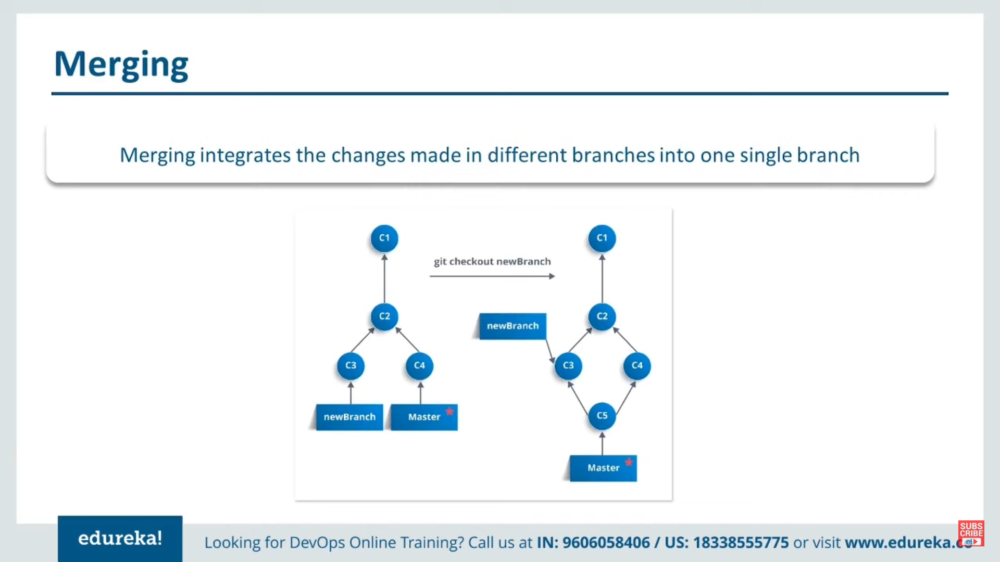 Merging
Merging integrates the changes made in different branches into one single branch
C1
git checkout newBranch
C1
C2
C2
newBranch
C3
C4
C3
C4
newBranch
Master *
C5
Master *
edureka!
Looking for DevOps Online Training? Call us at IN: 9606058406 / US: 18338555775 or visit www.edureka.co
SUBS
CRIBE
e!